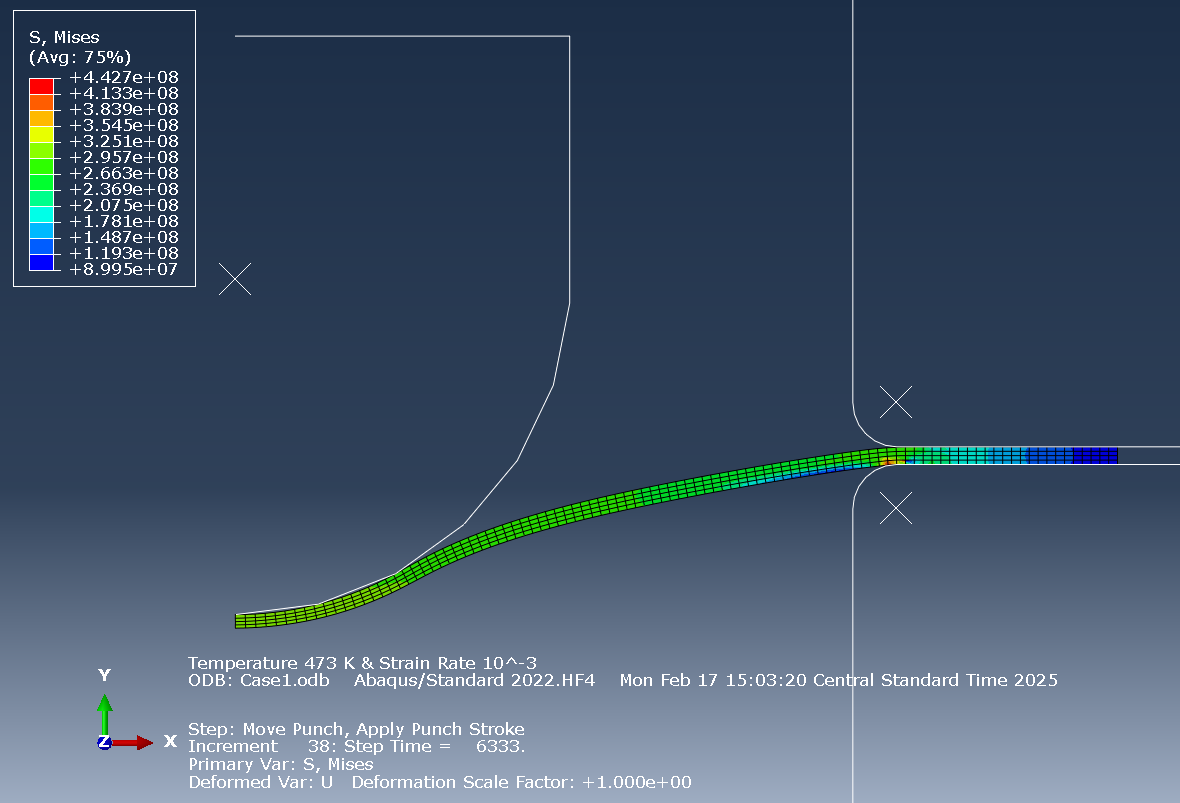 S, Mises
(Avg: 75%)
+4.427e+08
+4.133e+08
+3.839e+08
+3.545e+08
+3.251e+08
+2.957e+08
+2.663e+08
+2.369e+08
+2.075e+08
+1.781e+08
+1.487e+08
+1.193e+08
+8.995e+07
Temperature 473 K & Strain Rate 10^-3
ODB: Case1.odb    Abaqus/Standard 2022.HF4    Mon Feb 17 15:03:20 Central Standard Time 2025
Y
Z
X
Step: Move Punch, Apply Punch Stroke
Increment    38: Step Time =    6333.
Primary Var: S, Mises
Deformed Var: U   Deformation Scale Factor: +1.000e+00